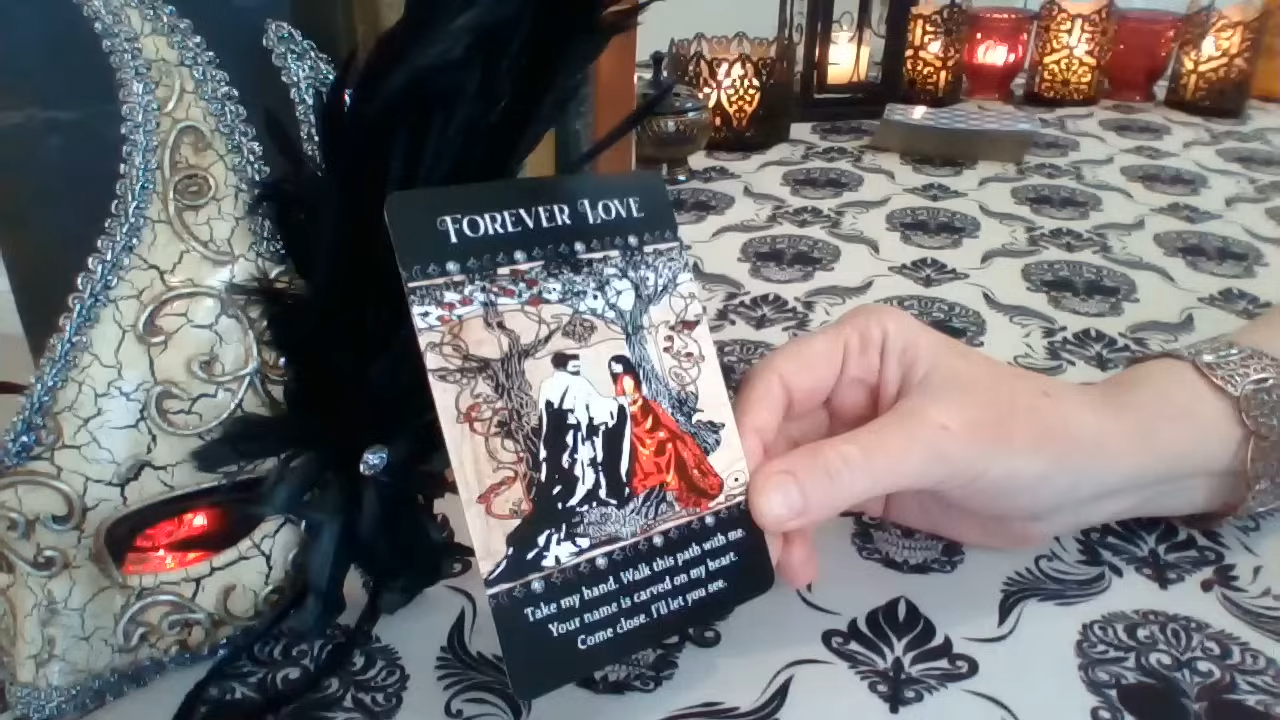 FOREVER LOVE
Take my hand. Walk this path with me.
Your name is carved on my heart.
Come close. I'll let you see.